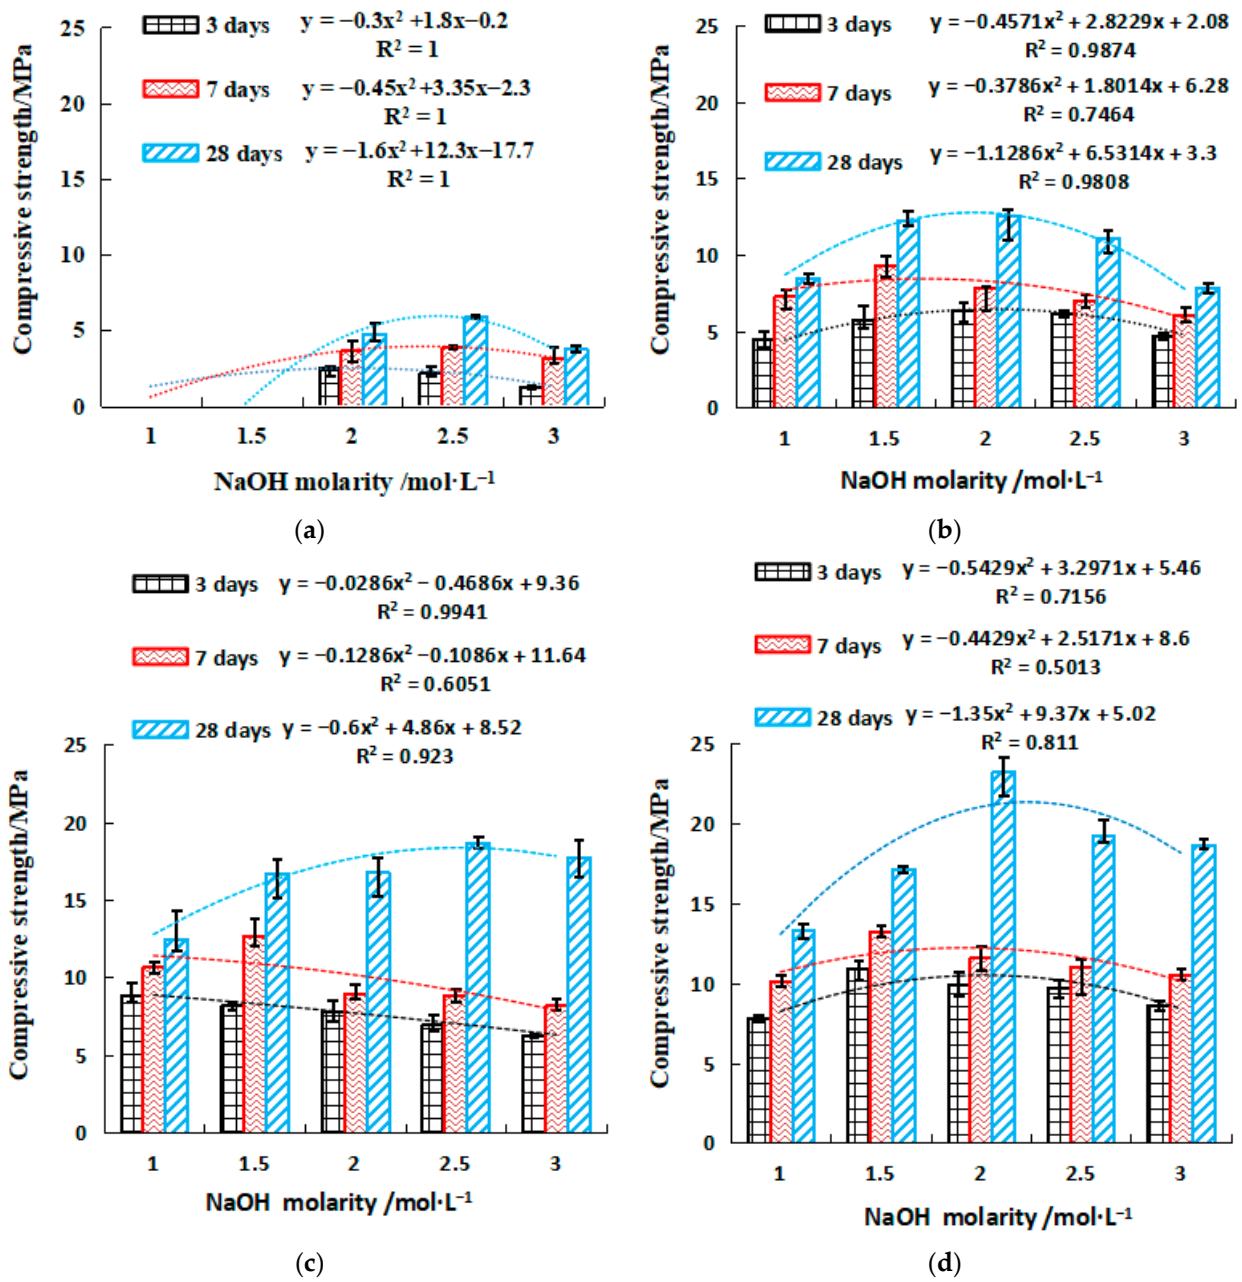 3 days y = −0.3x² +1.8x−0.2
R² = 1
7 days y = −0.45x² +3.35x−2.3
R² = 1
28 days y = −1.6x² +12.3x−17.7
R² = 1
Compressive strength/MPa
25
20
15
10
5
0
1 1.5 2 2.5 3
NaOH molarity /mol·L⁻¹
(a)
3 days y = −0.4571x² + 2.8229x + 2.08
R² = 0.9874
7 days y = −0.3786x² + 1.8014x + 6.28
R² = 0.7464
28 days y = −1.1286x² + 6.5314x + 3.3
R² = 0.9808
Compressive strength/MPa
25
20
15
10
5
0
1 1.5 2 2.5 3
NaOH molarity /mol·L⁻¹
(b)
3 days y = −0.0286x² − 0.4686x + 9.36
R² = 0.9941
7 days y = −0.1286x² −0.1086x + 11.64
R² = 0.6051
28 days y = −0.6x² + 4.86x + 8.52
R² = 0.923
Compressive strength/MPa
25
20
15
10
5
0
1 1.5 2 2.5 3
NaOH molarity /mol·L⁻¹
(c)
3 days y = −0.5429x² + 3.2971x + 5.46
R² = 0.7156
7 days y = −0.4429x² + 2.5171x + 8.6
R² = 0.5013
28 days y = −1.35x² + 9.37x + 5.02
R² = 0.811
Compressive strength/MPa
25
20
15
10
5
0
1 1.5 2 2.5 3
NaOH molarity /mol·L⁻¹
(d)